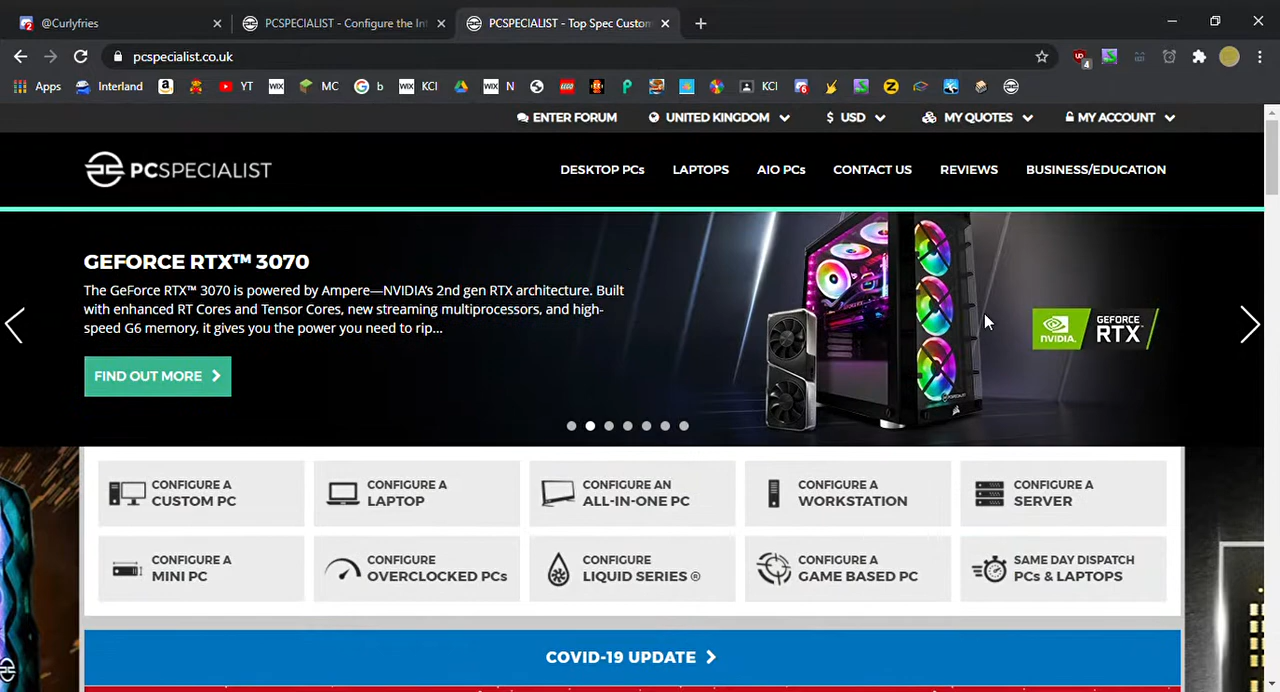 @Curlyfries
PCSPECIALIST - Configure the Int
PCSPECIALIST - Top Spec Custom
pcspecialist.co.uk
4
Apps
Interland
YT
WIX
MC
b
WIX
KCI
WIX
N
KCI
ENTER FORUM
UNITED KINGDOM
$ USD
MY QUOTES
MY ACCOUNT
PCSPECIALIST
DESKTOP PCs
LAPTOPS
AIO PCs
CONTACT US
REVIEWS
BUSINESS/EDUCATION
GEFORCE RTX™ 3070
The GeForce RTX™ 3070 is powered by Ampere—NVIDIA's 2nd gen RTX architecture. Built
with enhanced RT Cores and Tensor Cores, new streaming multiprocessors, and high-
speed G6 memory, it gives you the power you need to rip...
FIND OUT MORE
NVIDIA.
GEFORCE
RTX™
CONFIGURE A
CUSTOM PC
CONFIGURE A
LAPTOP
CONFIGURE AN
ALL-IN-ONE PC
CONFIGURE A
WORKSTATION
CONFIGURE A
SERVER
CONFIGURE A
MINI PC
CONFIGURE
OVERCLOCKED PCs
CONFIGURE
LIQUID SERIES ®
CONFIGURE A
GAME BASED PC
SAME DAY DISPATCH
PCs & LAPTOPS
COVID-19 UPDATE